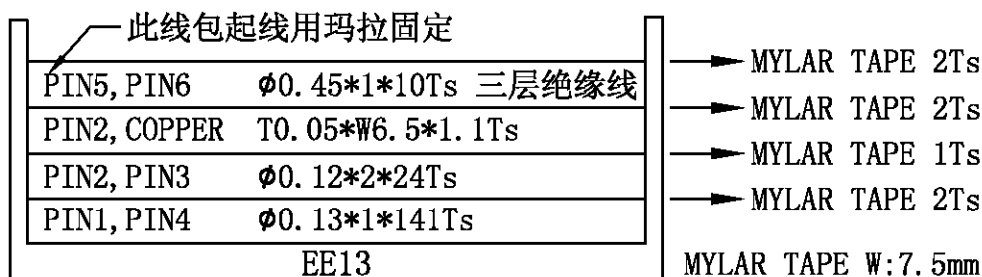 此线包起线用玛拉固定
MYLAR TAPE 2Ts
PIN5,PIN6 φ0.45*1*10Ts 三层绝缘线
MYLAR TAPE 2Ts
PIN2,COPPER T0.05*W6.5*1.1Ts
MYLAR TAPE 1Ts
PIN2,PIN3 φ0.12*2*24Ts
MYLAR TAPE 2Ts
PIN1,PIN4 φ0.13*1*141Ts
EE13
MYLAR TAPE W:7.5mm